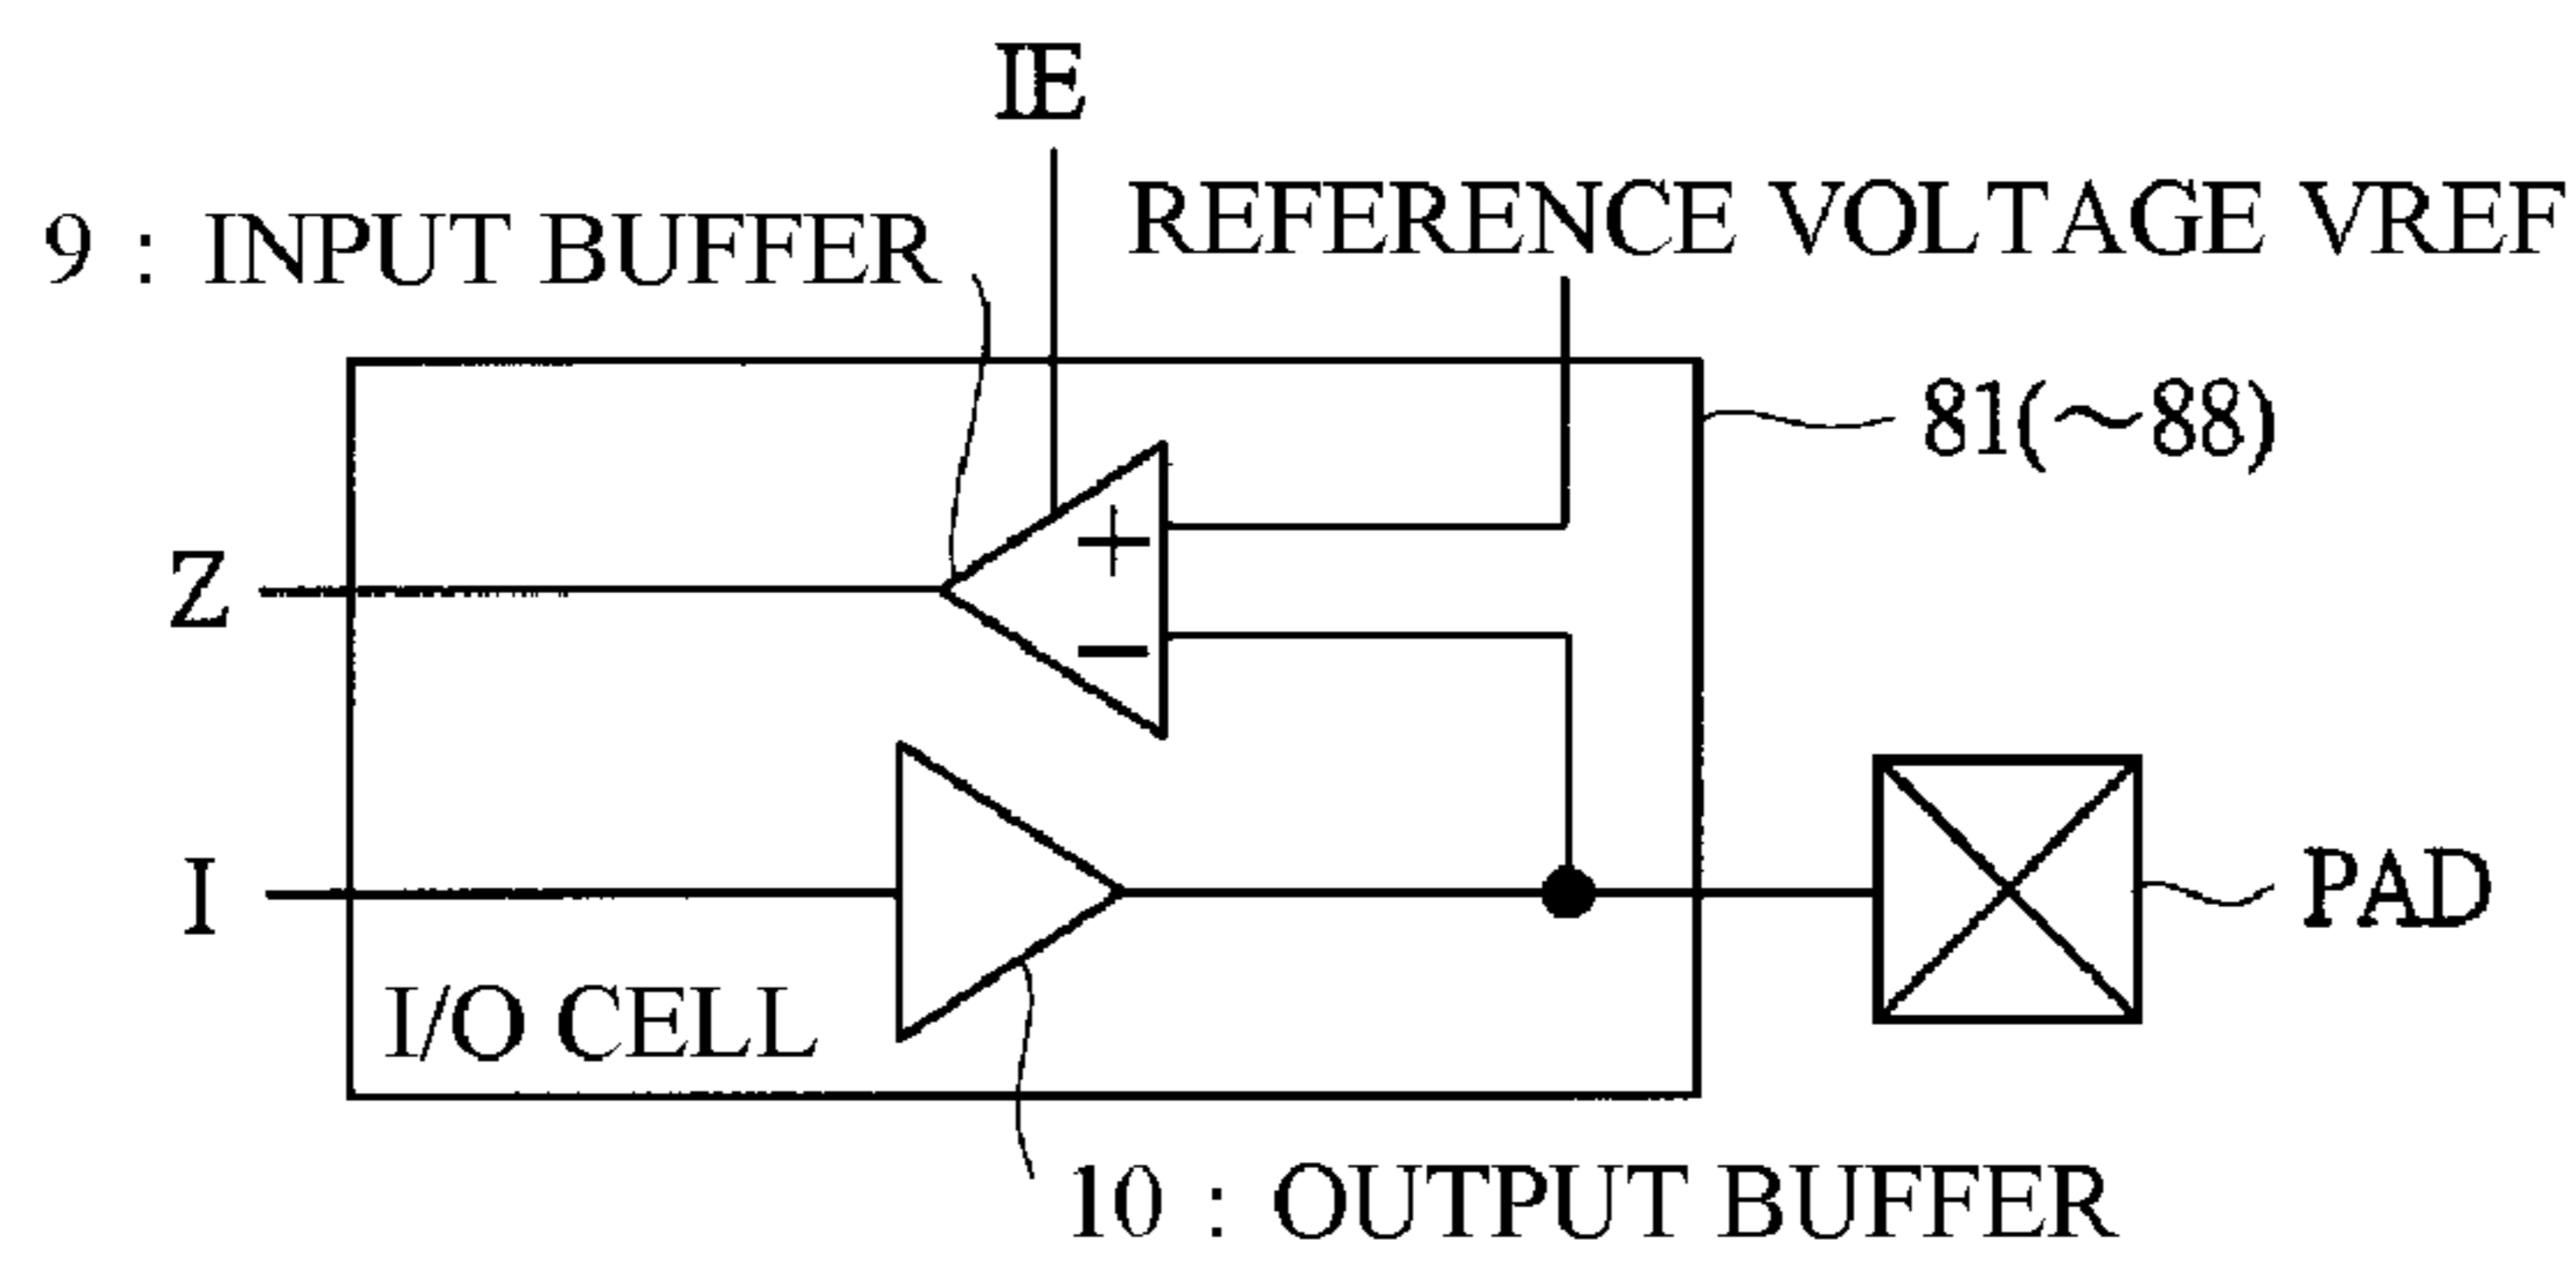 IE
REFERENCE VOLTAGE VREF
9 : INPUT BUFFER
81(～88)
+
Z
−
I
PAD
I/O CELL
10 : OUTPUT BUFFER